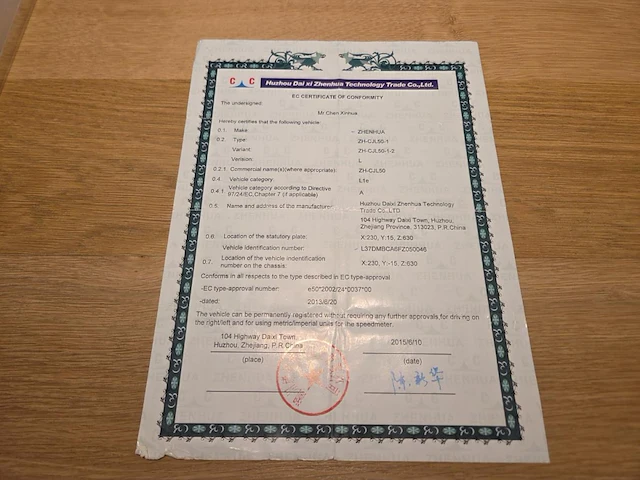 C C
Huzhou Dai xi Zhenhua Technology Trade Co.,Ltd.
EC CERTIFICATE OF CONFORMITY
The undersigned:
Mr.Chen Xinhua
Hereby certifies that the following vehicle:
0.1. Make: - ZHENHUA
0.2. Type: ZH-CJL50-1
Variant: ZH-CJL50-1-2
Version: L
0.2.1. Commercial name(s)(where appropriate): ZH-CJL50
0.4. Vehicle category: L1e
0.4.1 Vehicle category according to Directive A
97/24/EC,Chapter 7 (if applicable)
0.5. Name and address of the manufacturer: Huzhou Daixi Zhenhua Technology
Trade Co.,LTD.
104 Highway Daixi Town, Huzhou,
Zhejiang Province, 313023, P.R.China
0.6. Location of the statutory plate: X:230, Y:-15, Z:630
Vehicle identification number: - L37DMBCA6FZ050046
0.7. Location of the vehicle indentification X:230, Y:-15, Z:630
number on the chassis:
Conforms in all respects to the type described in EC type-approval
-EC type-approval number: e50*2002/24*0037*00
-dated: 2013/6/20
The vehicle can be permanently registered without requiring any further approvals,for driving on
the right/left and for using metric/imperial units for the speedmeter.
104 Highway Daixi Town,
Huzhou, Zhejiang, P.R.China 2015/6/10
(place) (date)
陈新华